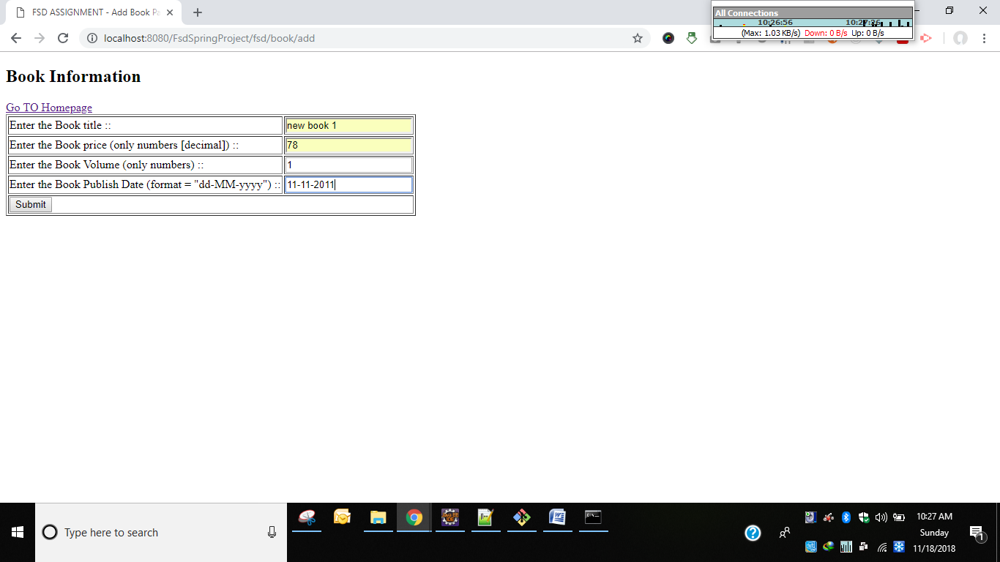 FSD ASSIGNMENT - Add Book Pa
All Connections
10:26:56 10:27:26
(Max: 1.03 KB/s) Down: 0 B/s Up: 0 B/s
localhost:8080/FsdSpringProject/fsd/book/add
Book Information
Go TO Homepage
Enter the Book title :: new book 1
Enter the Book price (only numbers [decimal]) :: 78
Enter the Book Volume (only numbers) :: 1
Enter the Book Publish Date (format = "dd-MM-yyyy") :: 11-11-2011
Submit
Type here to search
10:27 AM
Sunday
11/18/2018
1